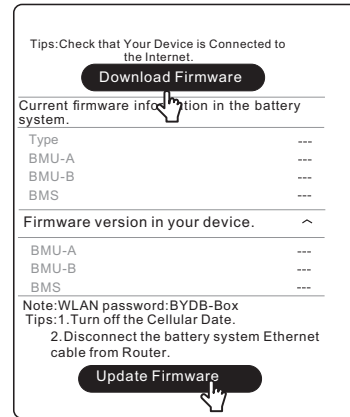 Tips:Check that Your Device is Connected to
the Internet.
Download Firmware
Current firmware information in the battery
system.
Type ---
BMU-A ---
BMU-B ---
BMS ---
Firmware version in your device.
BMU-A ---
BMU-B ---
BMS ---
Note:WLAN password:BYDB-Box
Tips:1.Turn off the Cellular Date.
2.Disconnect the battery system Ethernet
cable from Router.
Update Firmware